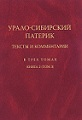 УРАЛО-СИБИРСКИЙ
ПАТЕРИК
ТЕКСТЫ И КОММЕНТАРИИ
В ТРЕХ ТОМАХ